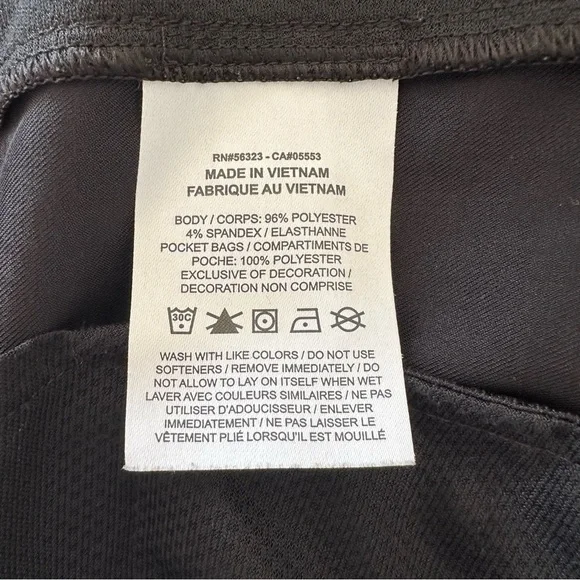 RN#56323 - CA#05553
MADE IN VIETNAM
FABRIQUE AU VIETNAM
BODY / CORPS: 96% POLYESTER
4% SPANDEX / ELASTHANNE
POCKET BAGS / COMPARTIMENTS DE
POCHE: 100% POLYESTER
EXCLUSIVE OF DECORATION /
DECORATION NON COMPRISE
30C
WASH WITH LIKE COLORS / DO NOT USE
SOFTENERS / REMOVE IMMEDIATELY / DO
NOT ALLOW TO LAY ON ITSELF WHEN WET
LAVER AVEC COULEURS SIMILAIRES / NE PAS
UTILISER D'ADOUCISSEUR / ENLEVER
IMMÉDIATEMENT / NE PAS LAISSER LE
VÊTEMENT PLIÉ LORSQU'IL EST MOUILLÉ